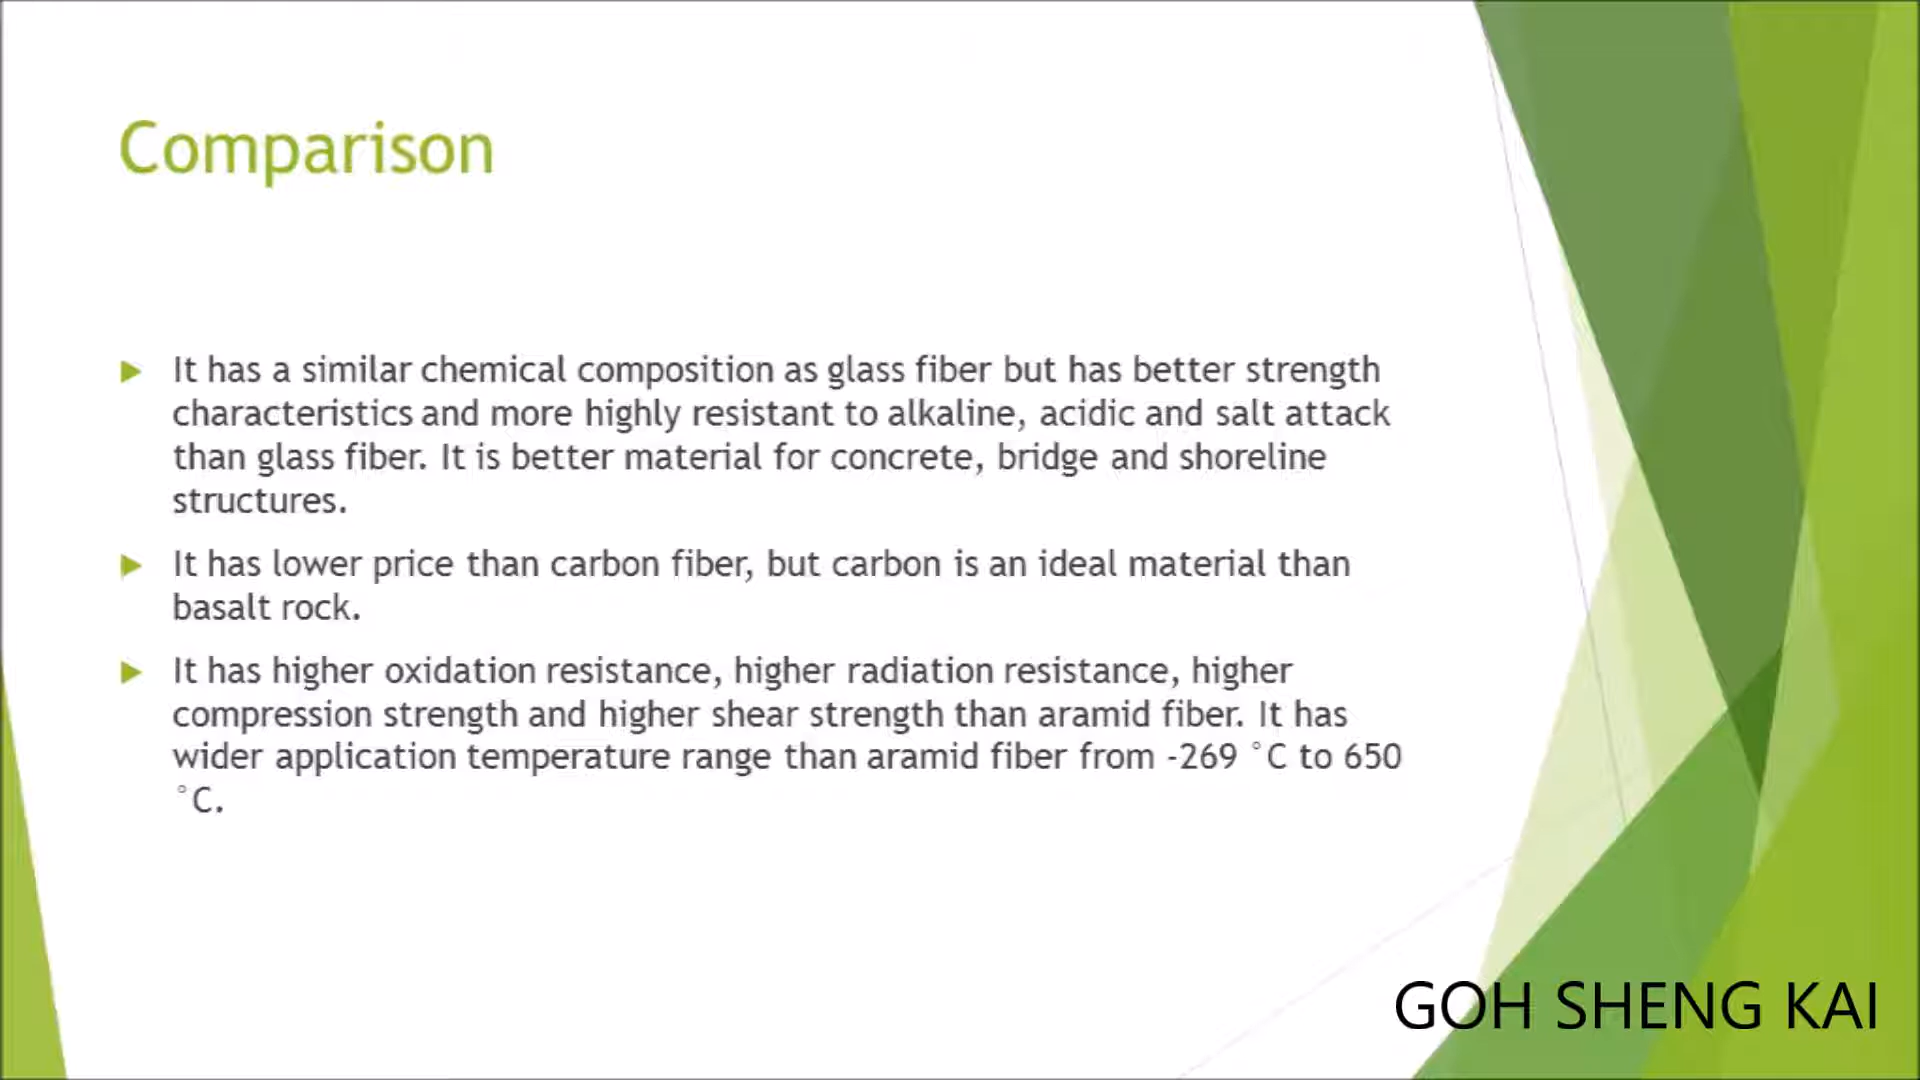 Comparison
It has a similar chemical composition as glass fiber but has better strength
characteristics and more highly resistant to alkaline, acidic and salt attack
than glass fiber. It is better material for concrete, bridge and shoreline
structures.
It has lower price than carbon fiber, but carbon is an ideal material than
basalt rock.
It has higher oxidation resistance, higher radiation resistance, higher
compression strength and higher shear strength than aramid fiber. It has
wider application temperature range than aramid fiber from -269 °C to 650
°C.
GOH SHENG KAI